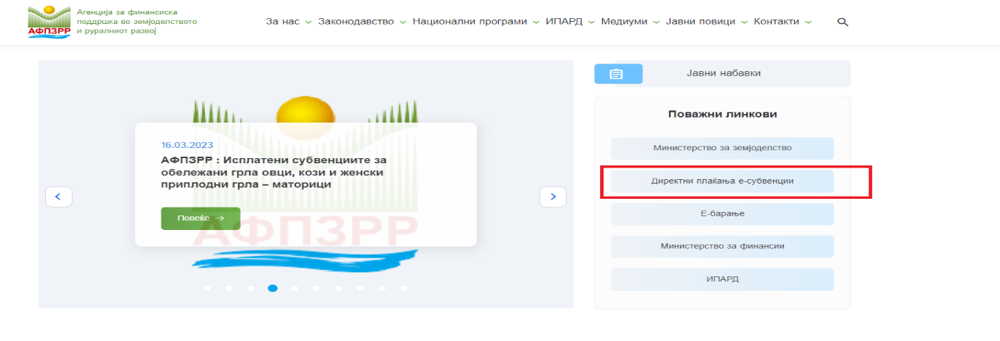 Агенција за финансиска
поддршка во земјоделството
и руралниот развој
АФПЗРР
За нас Законодавство Национални програми ИПАРД Медиуми Јавни повици Контакти
Јавни набавки
16.03.2023
АФПЗРР : Исплатени субвенциите за
обележани грла овци, кози и женски
приплодни грла – маторици
Повеќе →
АФПЗРР
Поважни линкови
Министерство за земјоделство
Директни плаќања е-субвенции
Е-барање
Министерство за финансии
ИПАРД